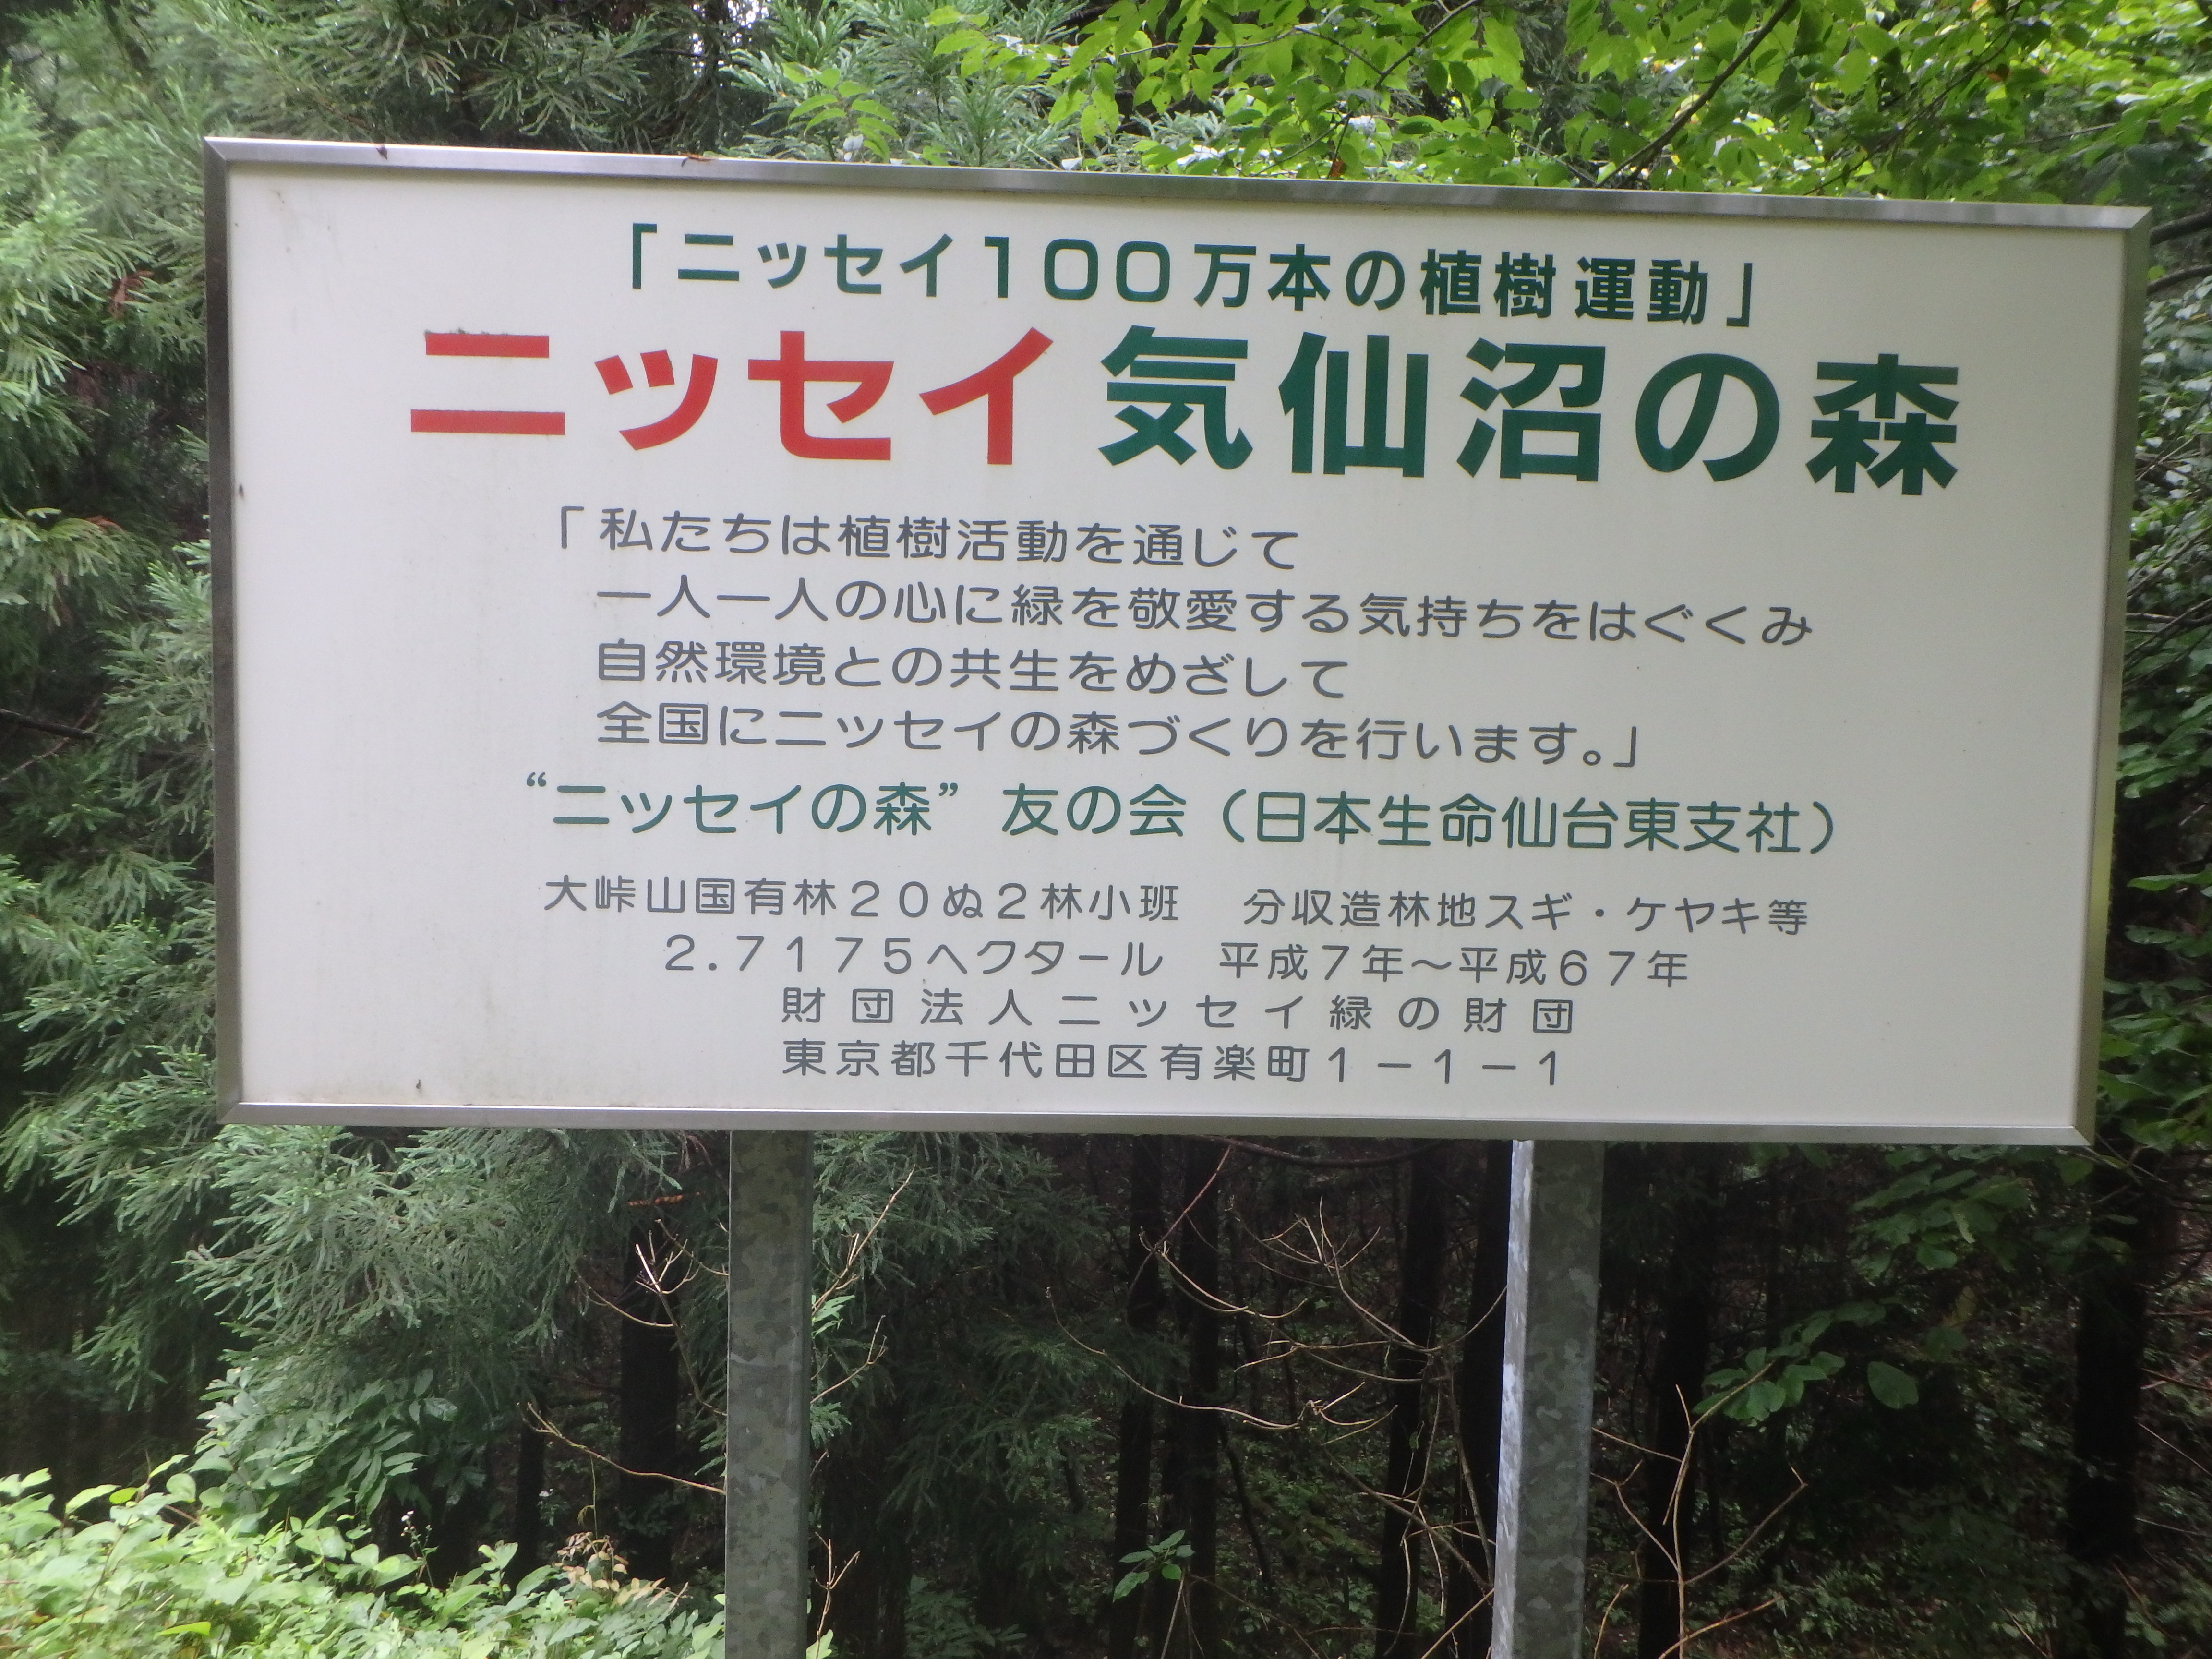 「ニッセイ１００万本の植樹運動」
ニッセイ気仙沼の森
「私たちは植樹活動を通じて
一人一人の心に緑を敬愛する気持ちをはぐくみ
自然環境との共生をめざして
全国にニッセイの森づくりを行います。」
“ニッセイの森”友の会（日本生命仙台東支社）
大峠山国有林２０ぬ２林小班　分収造林地スギ・ケヤキ等
２.７１７５ヘクタール　平成７年～平成６７年
財団法人ニッセイ緑の財団
東京都千代田区有楽町１－１－１